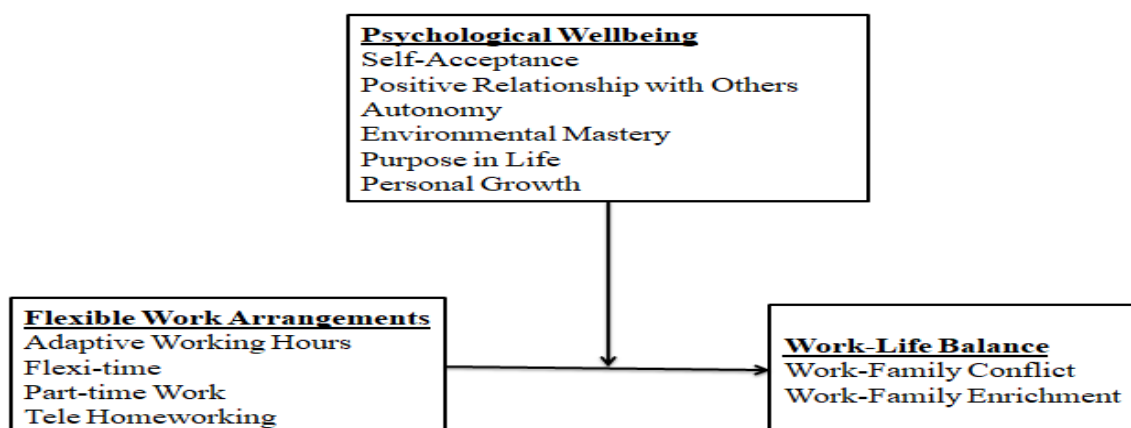 Psychological Wellbeing
Self-Acceptance
Positive Relationship with Others
Autonomy
Environmental Mastery
Purpose in Life
Personal Growth
Flexible Work Arrangements
Adaptive Working Hours
Flexi-time
Part-time Work
Tele Homeworking
Work-Life Balance
Work-Family Conflict
Work-Family Enrichment